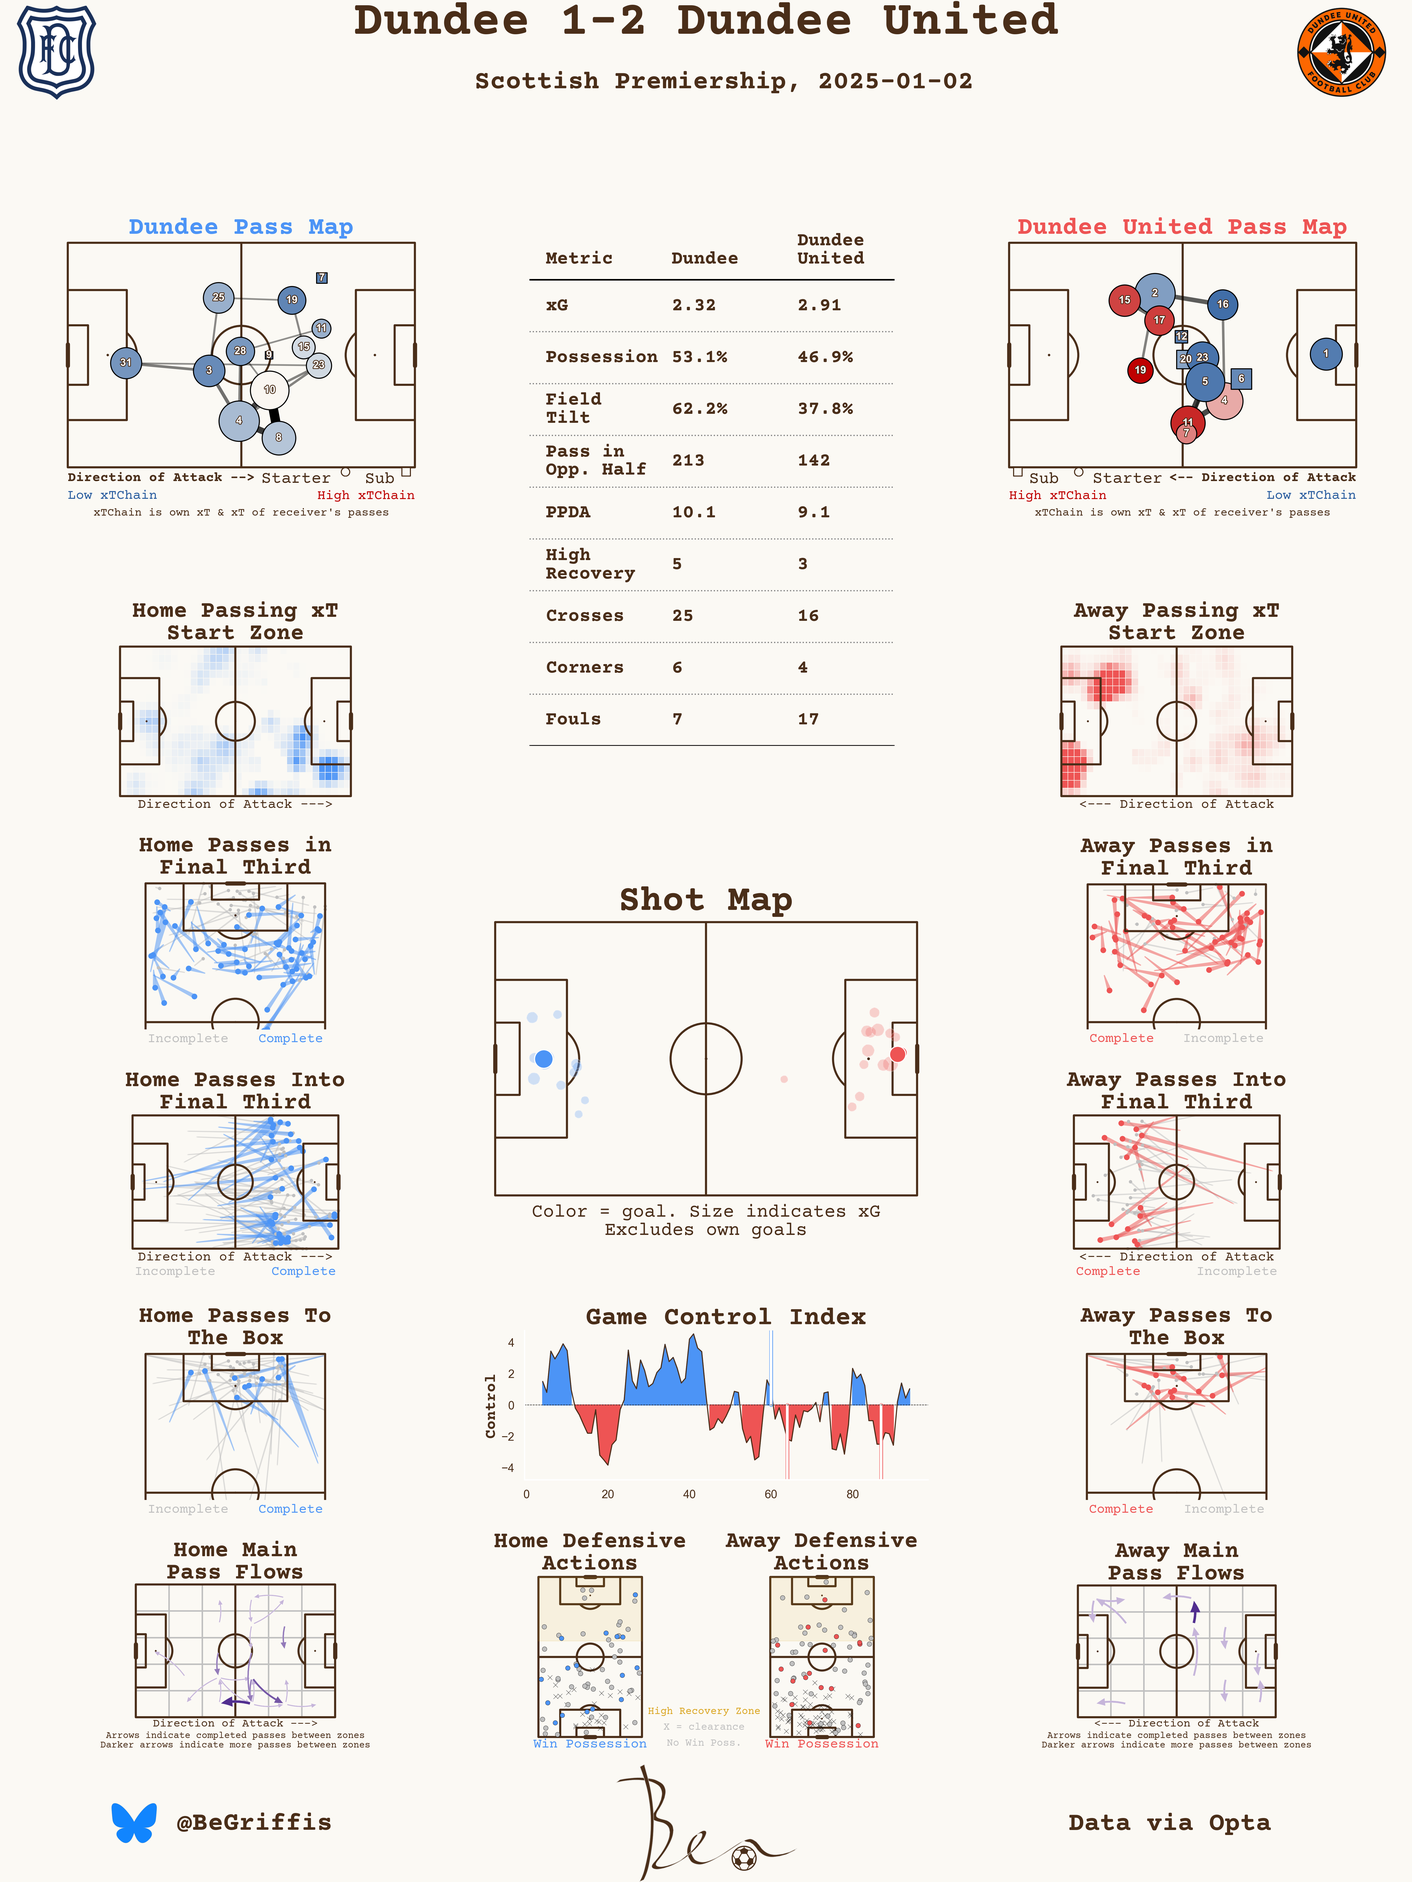 Dundee 1-2 Dundee United
Scottish Premiership, 2025-01-02
DFC
DUNDEE UNITED
FOOTBALL CLUB
Dundee Pass Map
7
25
19
11
15
28
9
31
3
23
10
4
8
Direction of Attack --> Starter Sub
Low xTChain High xTChain
xTChain is own xT & xT of receiver's passes
Metric Dundee Dundee United
xG 2.32 2.91
Possession 53.1% 46.9%
Field Tilt 62.2% 37.8%
Pass in Opp. Half 213 142
PPDA 10.1 9.1
High Recovery 5 3
Crosses 25 16
Corners 6 4
Fouls 7 17
Dundee United Pass Map
15
2
16
17
12
20
23
1
19
5
6
4
11
7
Sub Starter <-- Direction of Attack
High xTChain Low xTChain
xTChain is own xT & xT of receiver's passes
Home Passing xT
Start Zone
Direction of Attack --->
Away Passing xT
Start Zone
<--- Direction of Attack
Home Passes in
Final Third
Incomplete Complete
Away Passes in
Final Third
Complete Incomplete
Shot Map
Color = goal. Size indicates xG
Excludes own goals
Home Passes Into
Final Third
Direction of Attack --->
Incomplete Complete
Away Passes Into
Final Third
<--- Direction of Attack
Complete Incomplete
Home Passes To
The Box
Incomplete Complete
Game Control Index
Control
4
2
0
−2
−4
0 20 40 60 80
Away Passes To
The Box
Complete Incomplete
Home Main
Pass Flows
Direction of Attack --->
Arrows indicate completed passes between zones
Darker arrows indicate more passes between zones
Home Defensive
Actions
Win Possession
Away Defensive
Actions
Win Possession
High Recovery Zone
X = clearance
No Win Poss.
Away Main
Pass Flows
<--- Direction of Attack
Arrows indicate completed passes between zones
Darker arrows indicate more passes between zones
@BeGriffis
Ben
Data via Opta